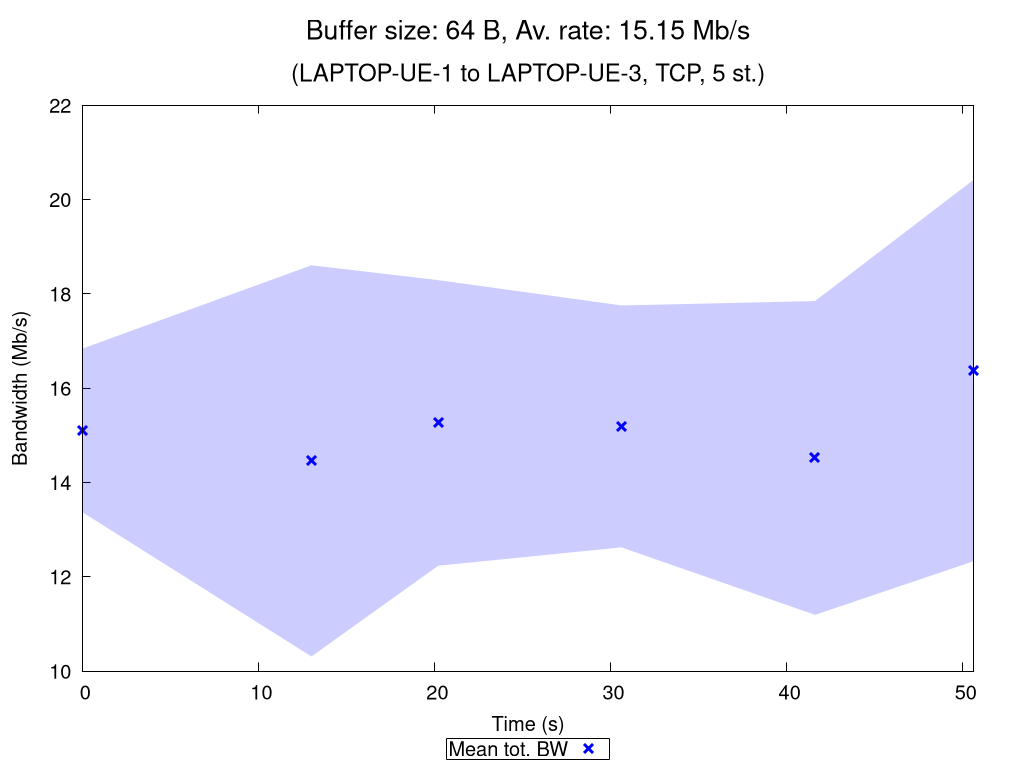 Buffer size: 64 B, Av. rate: 15.15 Mb/s
(LAPTOP-UE-1 to LAPTOP-UE-3, TCP, 5 st.)
22
20
18
16
14
12
10
Bandwidth (Mb/s)
0 10 20 30 40 50
Time (s)
Mean tot. BW